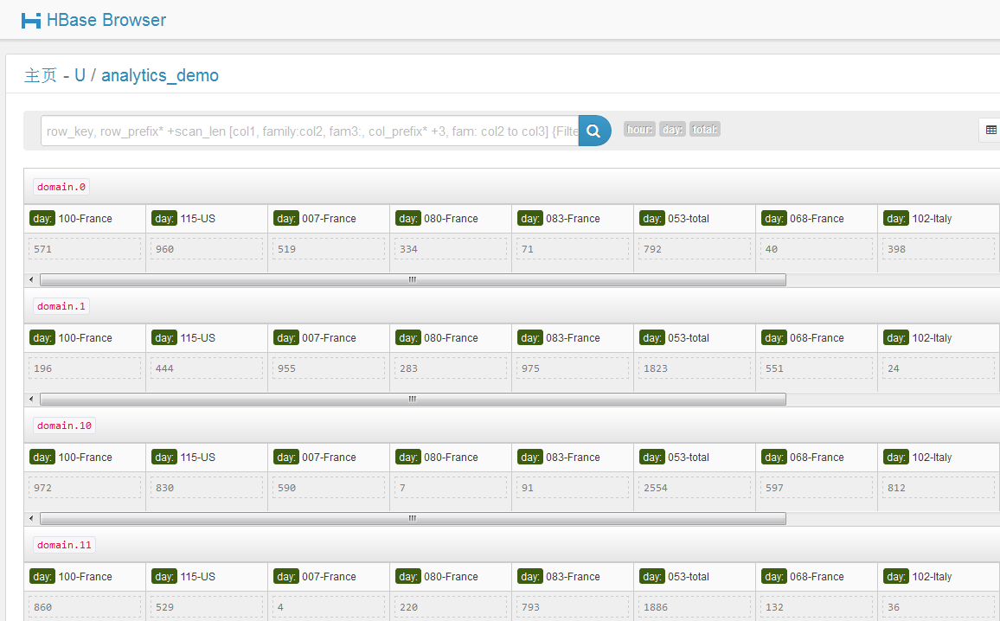 HBase Browser
主页 - U / analytics_demo
row_key, row_prefix* +scan_len [col1, family:col2, fam3:, col_prefix* +3, fam: col2 to col3] {Filte
hour: day: total:
domain.0
day: 100-France day: 115-US day: 007-France day: 080-France day: 083-France day: 053-total day: 068-France day: 102-Italy
571 960 519 334 71 792 40 398
domain.1
day: 100-France day: 115-US day: 007-France day: 080-France day: 083-France day: 053-total day: 068-France day: 102-Italy
196 444 955 283 975 1823 551 24
domain.10
day: 100-France day: 115-US day: 007-France day: 080-France day: 083-France day: 053-total day: 068-France day: 102-Italy
972 830 590 7 91 2554 597 812
domain.11
day: 100-France day: 115-US day: 007-France day: 080-France day: 083-France day: 053-total day: 068-France day: 102-Italy
860 529 4 220 793 1886 132 36